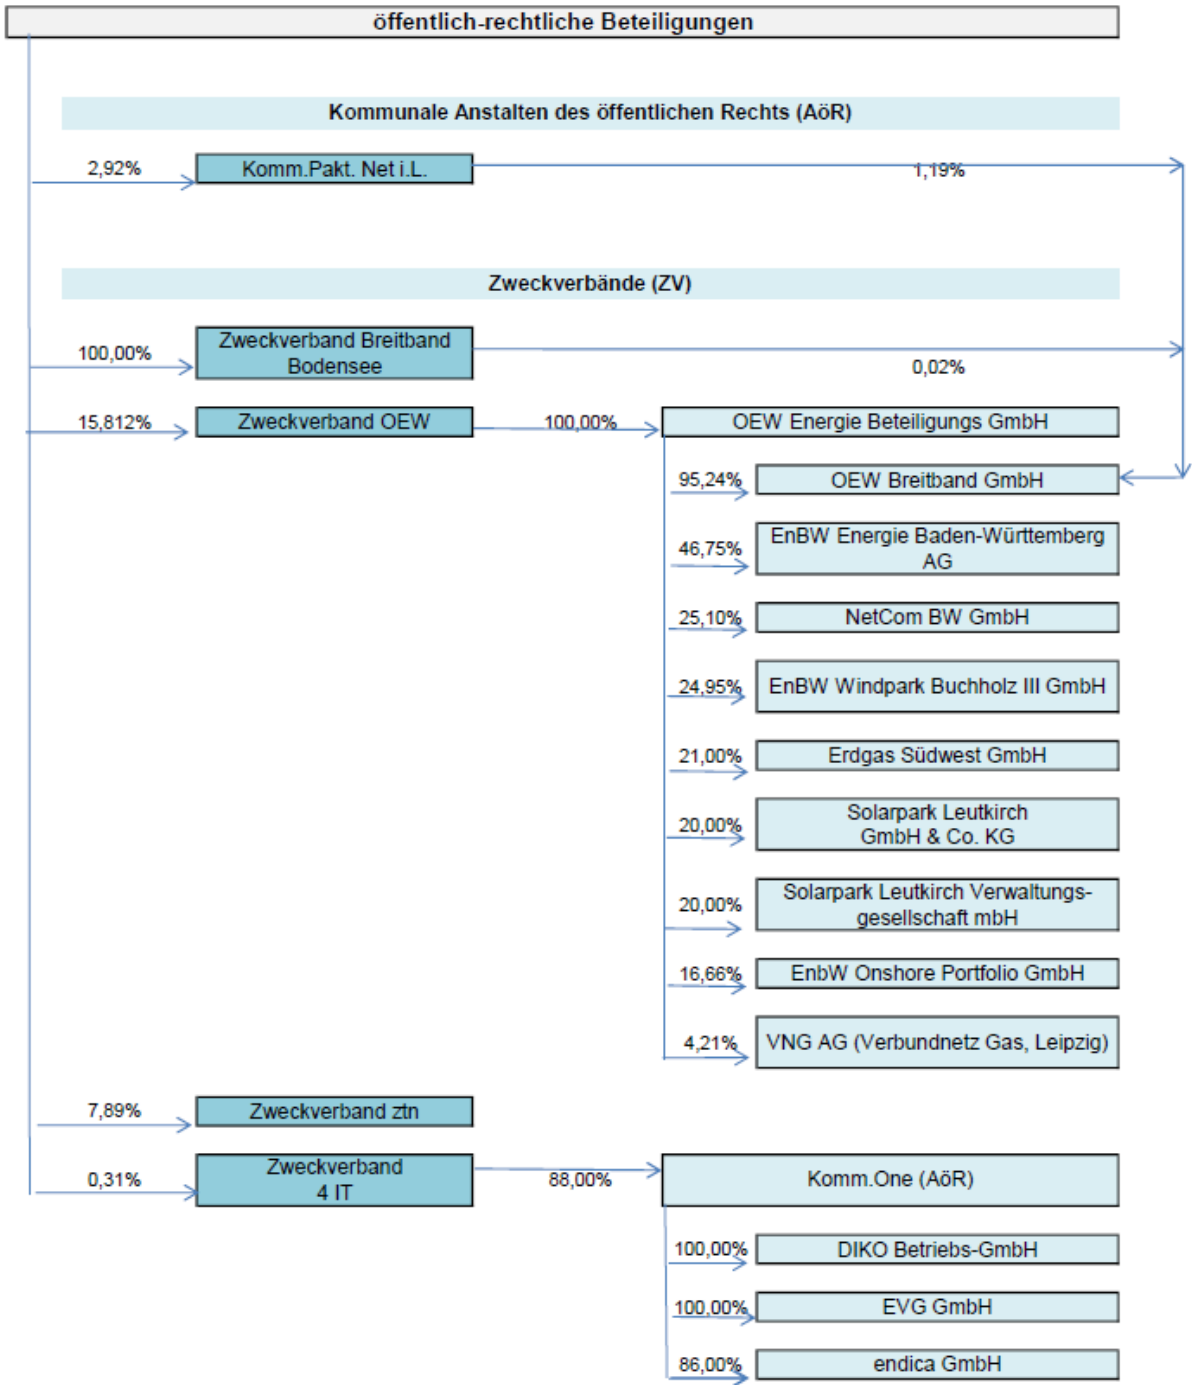 öffentlich-rechtliche Beteiligungen
Kommunale Anstalten des öffentlichen Rechts (AöR)
2,92%
Komm.Pakt. Net i.L.
1,19%
Zweckverbände (ZV)
100,00%
Zweckverband Breitband
Bodensee
0,02%
15,812%
Zweckverband OEW
100,00%
OEW Energie Beteiligungs GmbH
95,24%
OEW Breitband GmbH
46,75%
EnBW Energie Baden-Württemberg
AG
25,10%
NetCom BW GmbH
24,95%
EnBW Windpark Buchholz III GmbH
21,00%
Erdgas Südwest GmbH
20,00%
Solarpark Leutkirch
GmbH & Co. KG
20,00%
Solarpark Leutkirch Verwaltungs-
gesellschaft mbH
16,66%
EnbW Onshore Portfolio GmbH
4,21%
VNG AG (Verbundnetz Gas, Leipzig)
7,89%
Zweckverband ztn
0,31%
Zweckverband
4 IT
88,00%
Komm.One (AöR)
100,00%
DIKO Betriebs-GmbH
100,00%
EVG GmbH
86,00%
endica GmbH